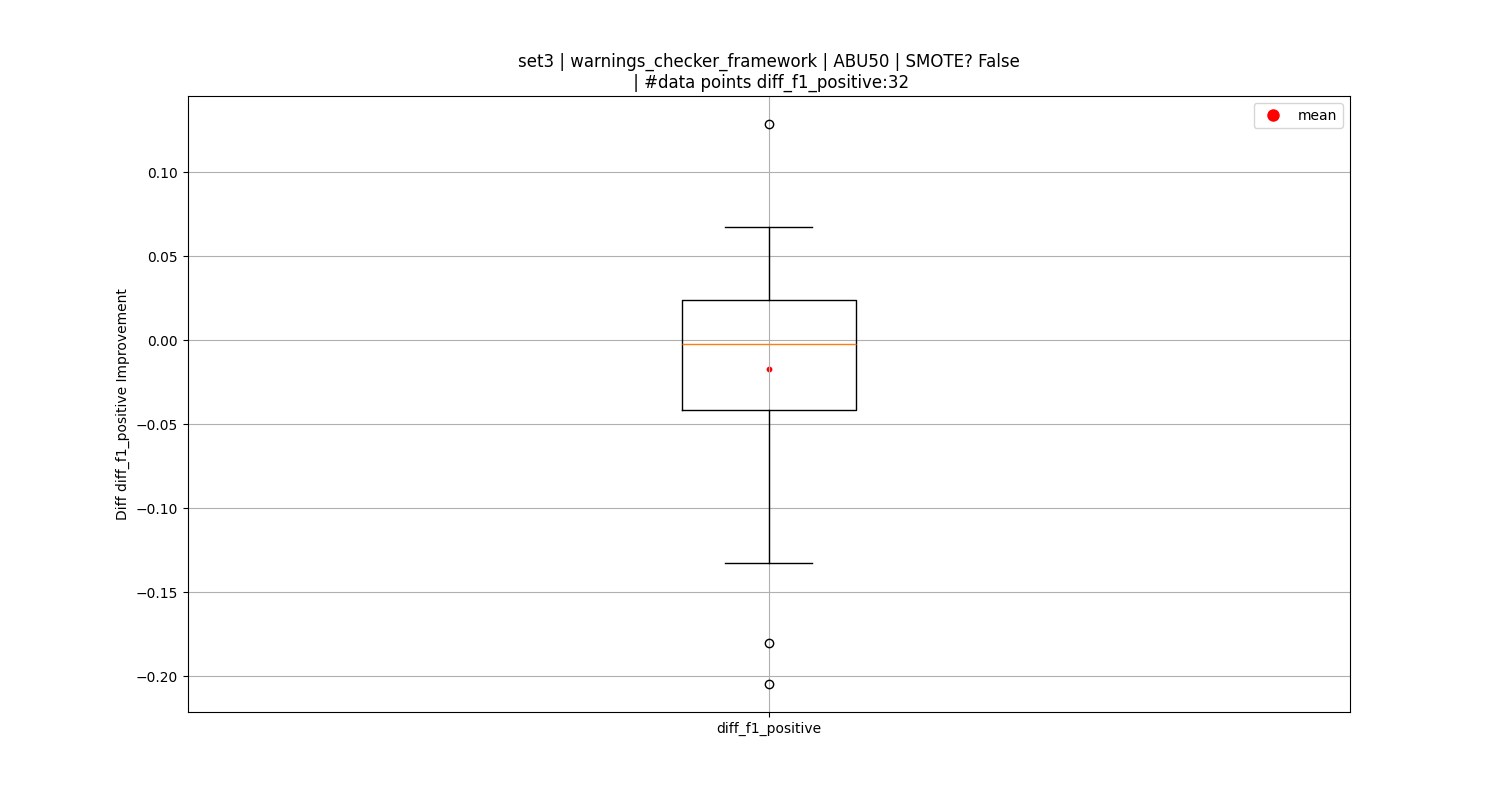 set3 | warnings_checker_framework | ABU50 | SMOTE? False
| #data points diff_f1_positive:32
mean
0.10
0.05
0.00
−0.05
−0.10
−0.15
−0.20
Diff diff_f1_positive Improvement
diff_f1_positive